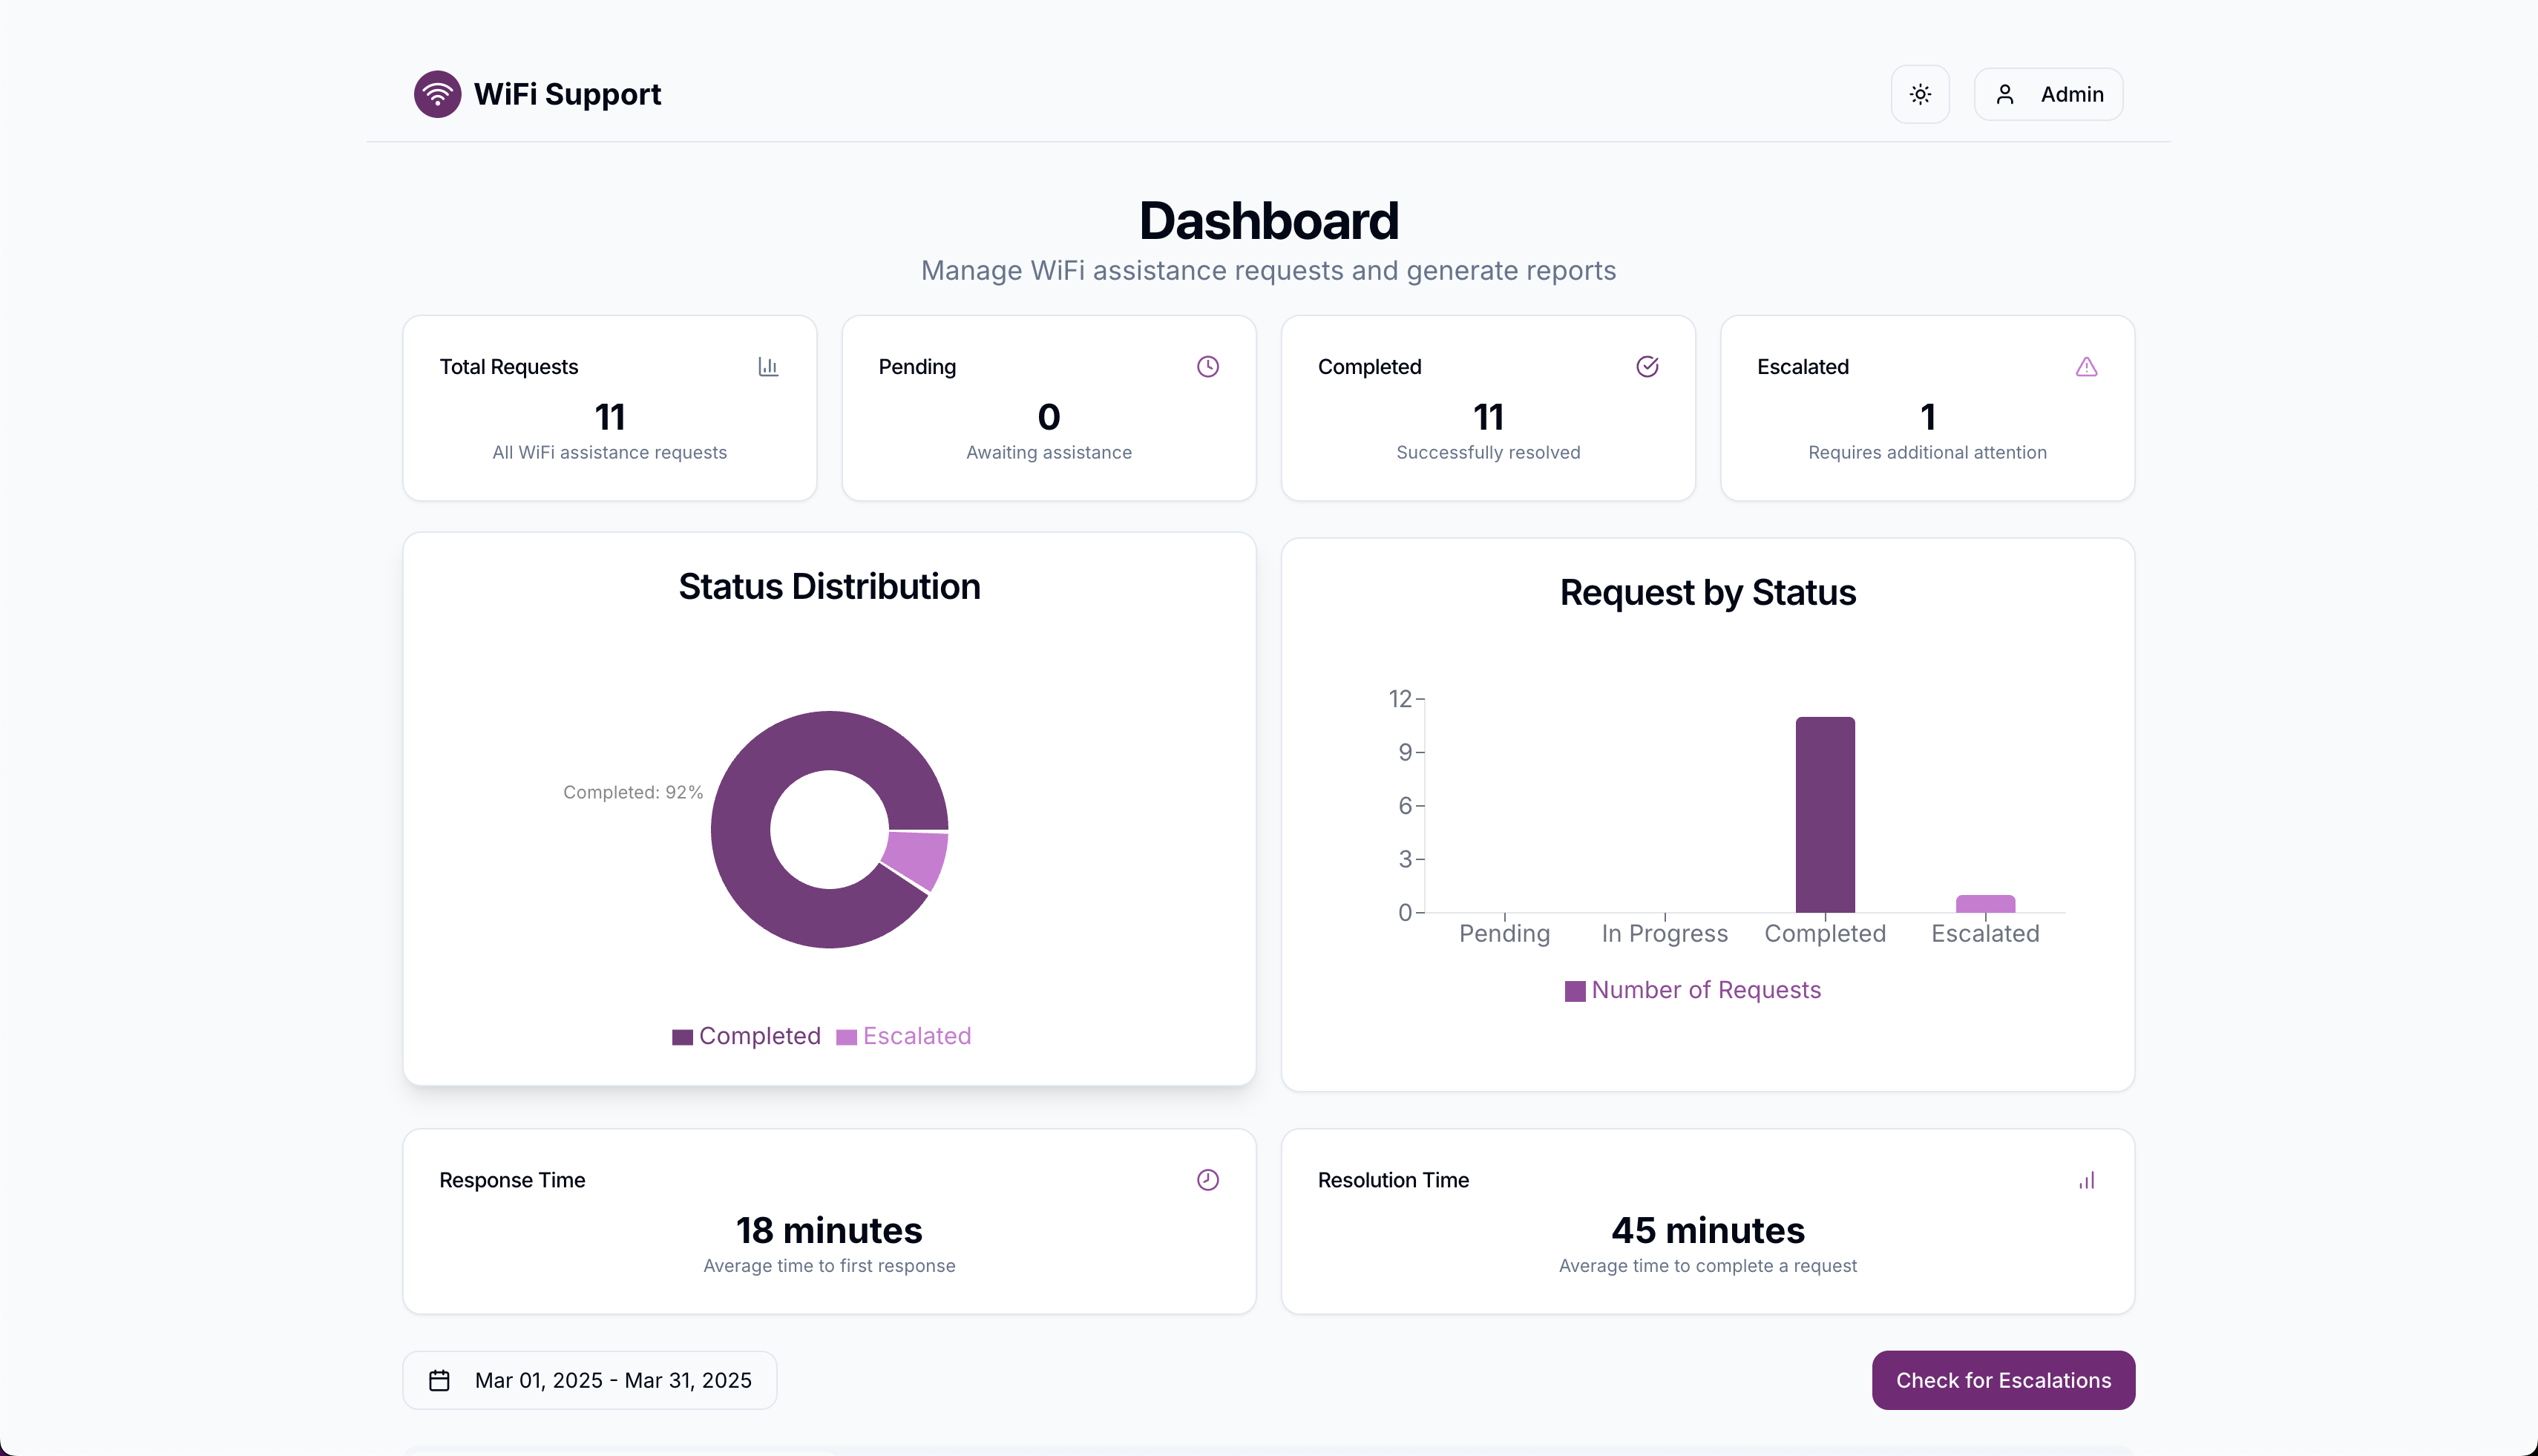 WiFi Support
Admin
Dashboard
Manage WiFi assistance requests and generate reports
Total Requests
11
All WiFi assistance requests
Pending
0
Awaiting assistance
Completed
11
Successfully resolved
Escalated
1
Requires additional attention
Status Distribution
Completed: 92%
Completed Escalated
Request by Status
12
9
6
3
0
Pending In Progress Completed Escalated
Number of Requests
Response Time
18 minutes
Average time to first response
Resolution Time
45 minutes
Average time to complete a request
Mar 01, 2025 - Mar 31, 2025
Check for Escalations